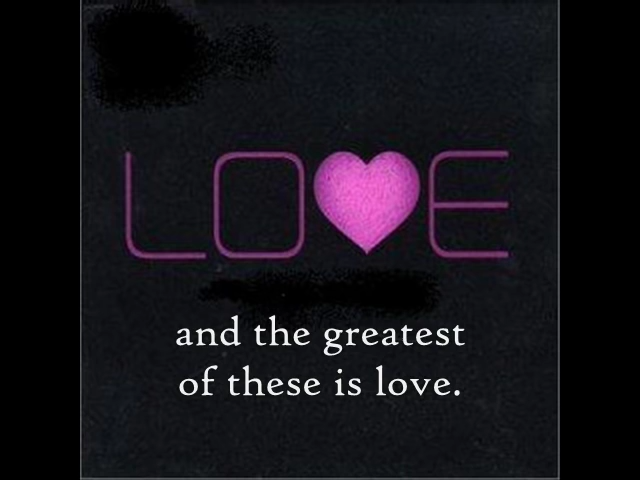 LO♥E
and the greatest
of these is love.